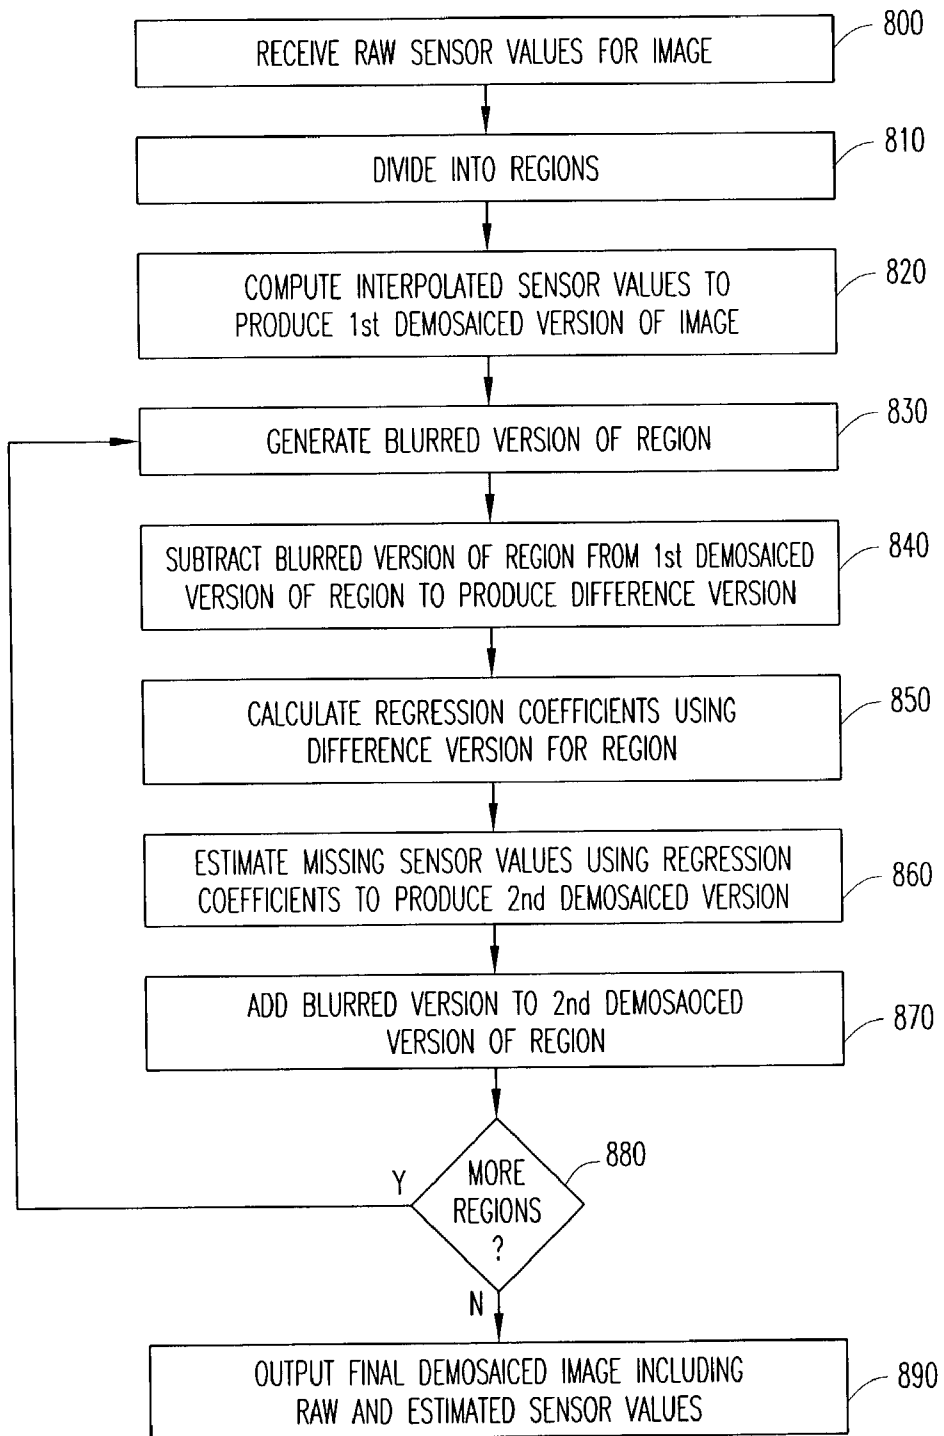 RECEIVE RAW SENSOR VALUES FOR IMAGE
800
DIVIDE INTO REGIONS
810
COMPUTE INTERPOLATED SENSOR VALUES TO
PRODUCE 1st DEMOSAICED VERSION OF IMAGE
820
GENERATE BLURRED VERSION OF REGION
830
SUBTRACT BLURRED VERSION OF REGION FROM 1st DEMOSAICED
VERSION OF REGION TO PRODUCE DIFFERENCE VERSION
840
CALCULATE REGRESSION COEFFICIENTS USING
DIFFERENCE VERSION FOR REGION
850
ESTIMATE MISSING SENSOR VALUES USING REGRESSION
COEFFICIENTS TO PRODUCE 2nd DEMOSAICED VERSION
860
ADD BLURRED VERSION TO 2nd DEMOSAOCED
VERSION OF REGION
870
MORE
REGIONS
?
880
Y
N
OUTPUT FINAL DEMOSAICED IMAGE INCLUDING
RAW AND ESTIMATED SENSOR VALUES
890